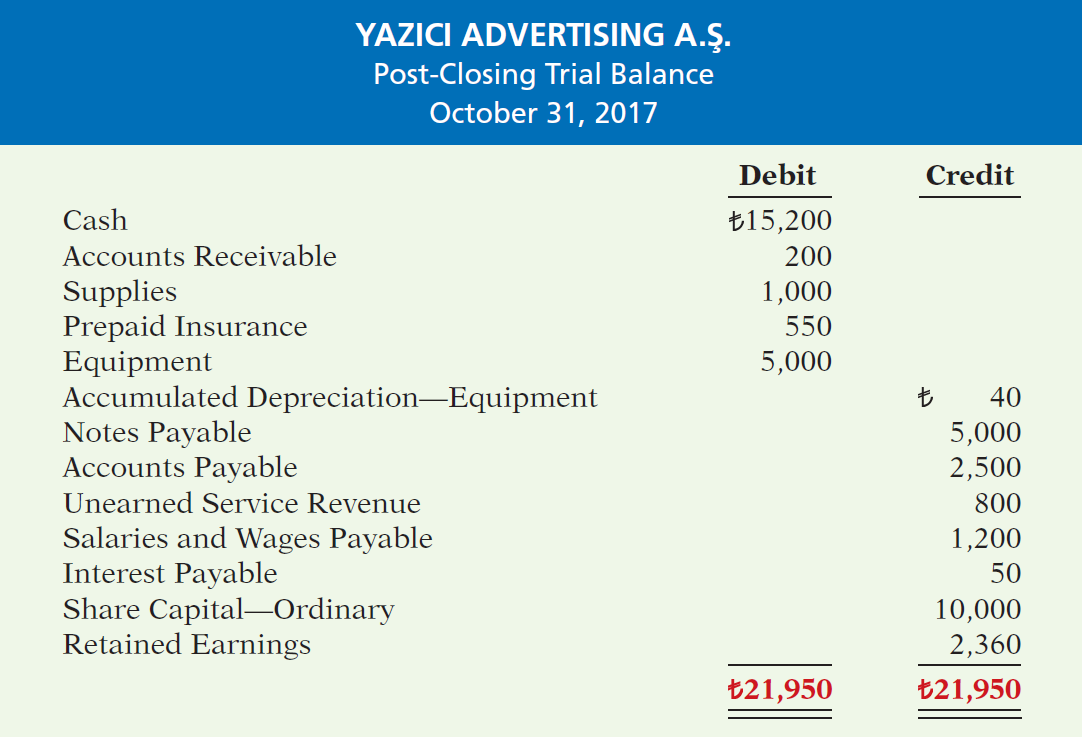 YAZICI ADVERTISING A.Ş.
Post-Closing Trial Balance
October 31, 2017
Debit Credit
Cash ₺15,200
Accounts Receivable 200
Supplies 1,000
Prepaid Insurance 550
Equipment 5,000
Accumulated Depreciation—Equipment ₺ 40
Notes Payable 5,000
Accounts Payable 2,500
Unearned Service Revenue 800
Salaries and Wages Payable 1,200
Interest Payable 50
Share Capital—Ordinary 10,000
Retained Earnings 2,360
₺21,950 ₺21,950